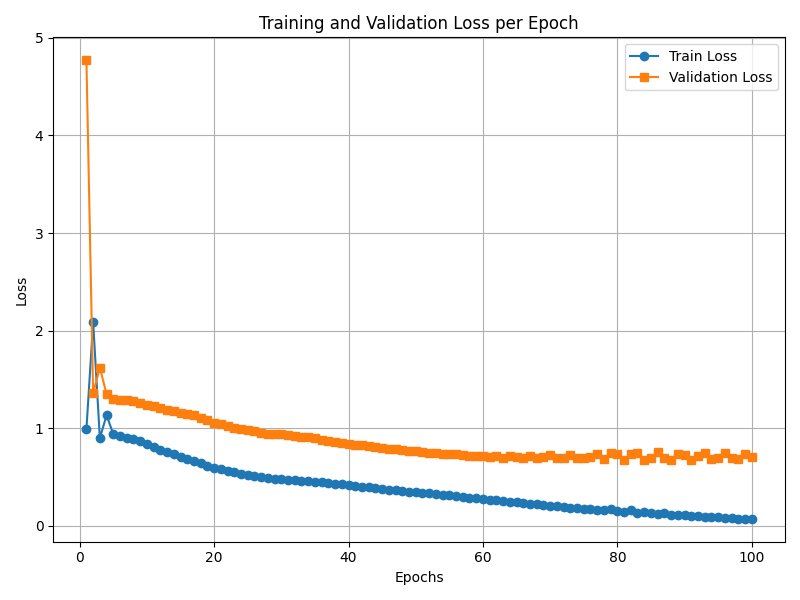 Training and Validation Loss per Epoch
Train Loss
Validation Loss
Loss
5
4
3
2
1
0
0 20 40 60 80 100
Epochs